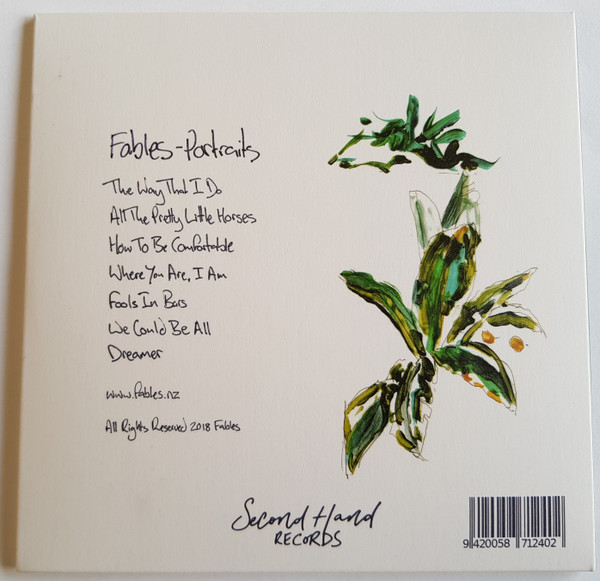 Fables - Portraits
The Way That I Do
All The Pretty Little Horses
How To Be Comfortable
Where You Are, I Am
Fools In Bars
We Could Be All
Dreamer
www.fables.nz
All Rights Reserved 2018 Fables
Second Hand
RECORDS
9 420058 712402